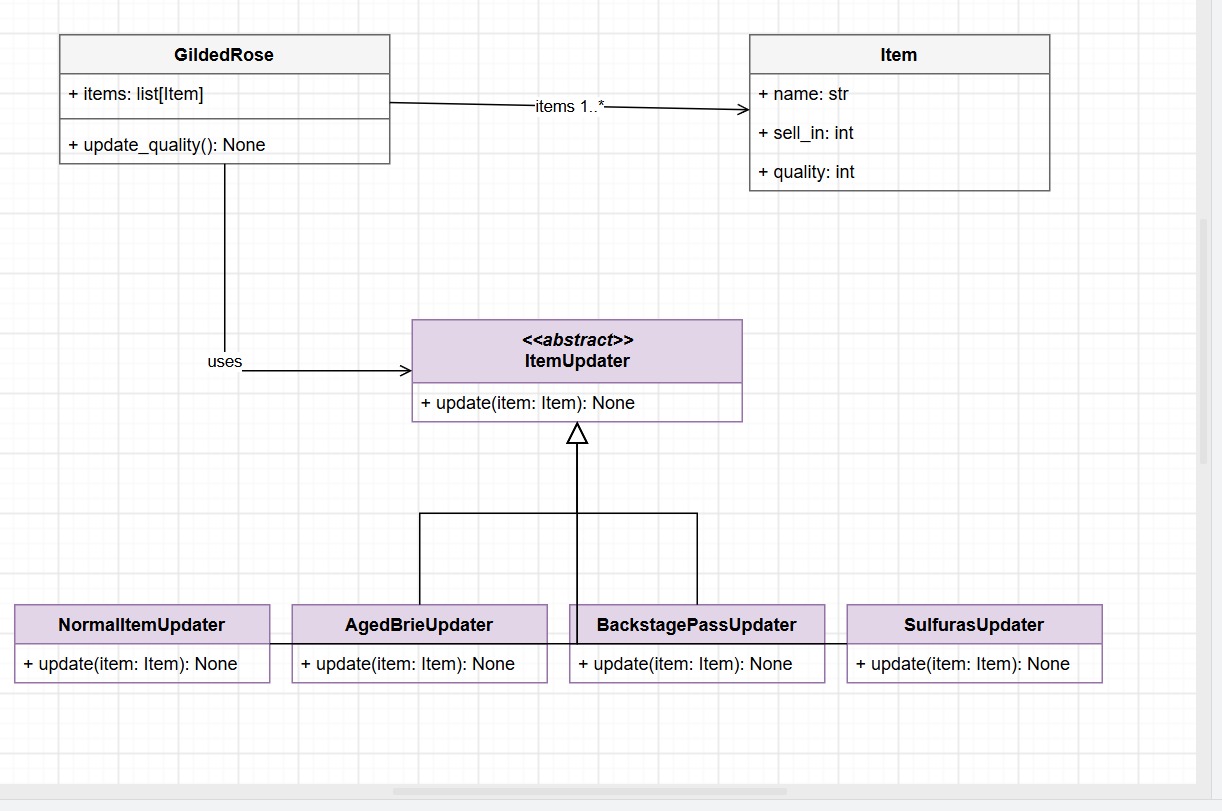 GildedRose
+ items: list[Item]
+ update_quality(): None
items 1..*
Item
+ name: str
+ sell_in: int
+ quality: int
uses
<<abstract>>
ItemUpdater
+ update(item: Item): None
NormalItemUpdater
+ update(item: Item): None
AgedBrieUpdater
+ update(item: Item): None
BackstagePassUpdater
+ update(item: Item): None
SulfurasUpdater
+ update(item: Item): None